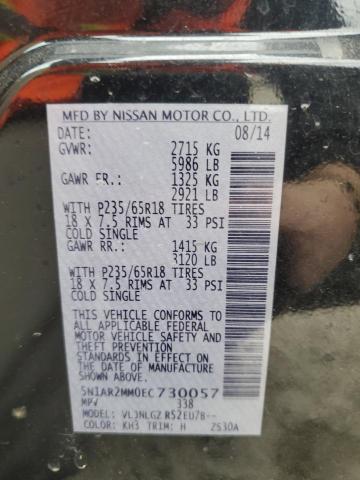 MFD BY NISSAN MOTOR CO., LTD.
DATE: 08/14
GVWR: 2715 KG
5986 LB
GAWR FR.: 1325 KG
2921 LB
WITH P235/65R18 TIRES
18 X 7.5 RIMS AT 33 PSI
COLD SINGLE
GAWR RR.: 1415 KG
3120 LB
WITH P235/65R18 TIRES
18 X 7.5 RIMS AT 33 PSI
COLD SINGLE
THIS VEHICLE CONFORMS TO
ALL APPLICABLE FEDERAL
MOTOR VEHICLE SAFETY
STANDARDS IN EFFECT ON
THE DATE OF MANUFACTURE
SHOWN ABOVE.
5N1AR2MM0EC730057
MPV 338
MODEL:
COLOR: KH3 TRIM: H 2S30A